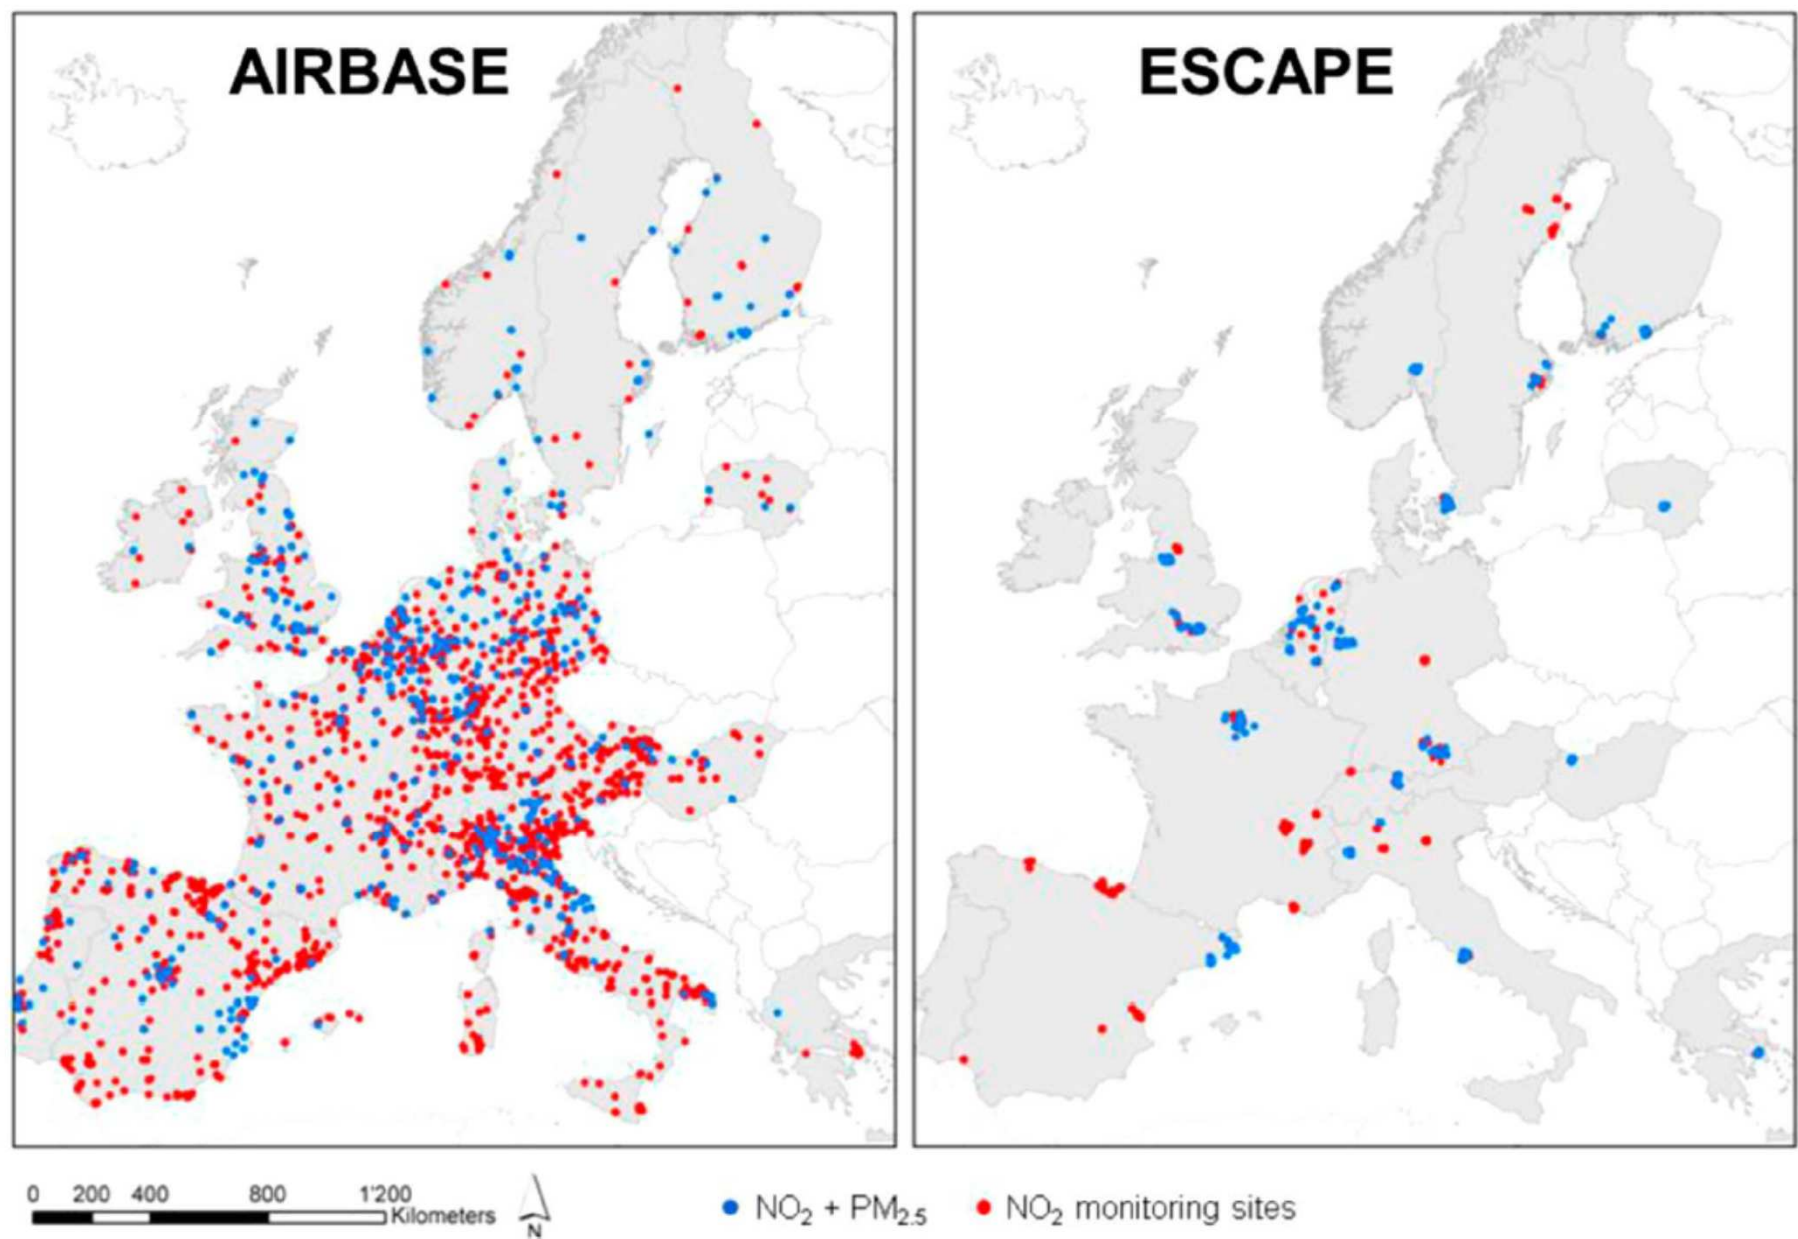 AIRBASE
ESCAPE
0 200 400 800 1'200
Kilometers
N
NO₂ + PM₂.₅
NO₂ monitoring sites